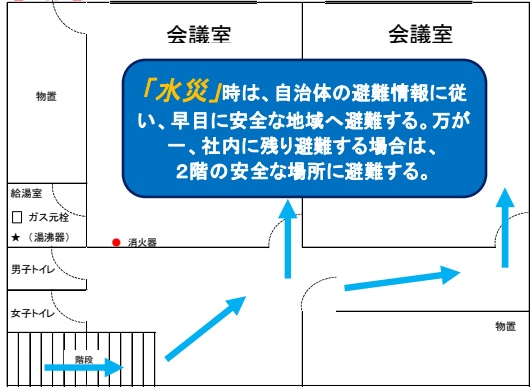 会議室
会議室
「水災」時は、自治体の避難情報に従
い、早目に安全な地域へ避難する。万が
一、社内に残り避難する場合は、
２階の安全な場所に避難する。
物置
給湯室
□ ガス元栓
★ （湯沸器）
● 消火器
男子トイレ
女子トイレ
階段
物置